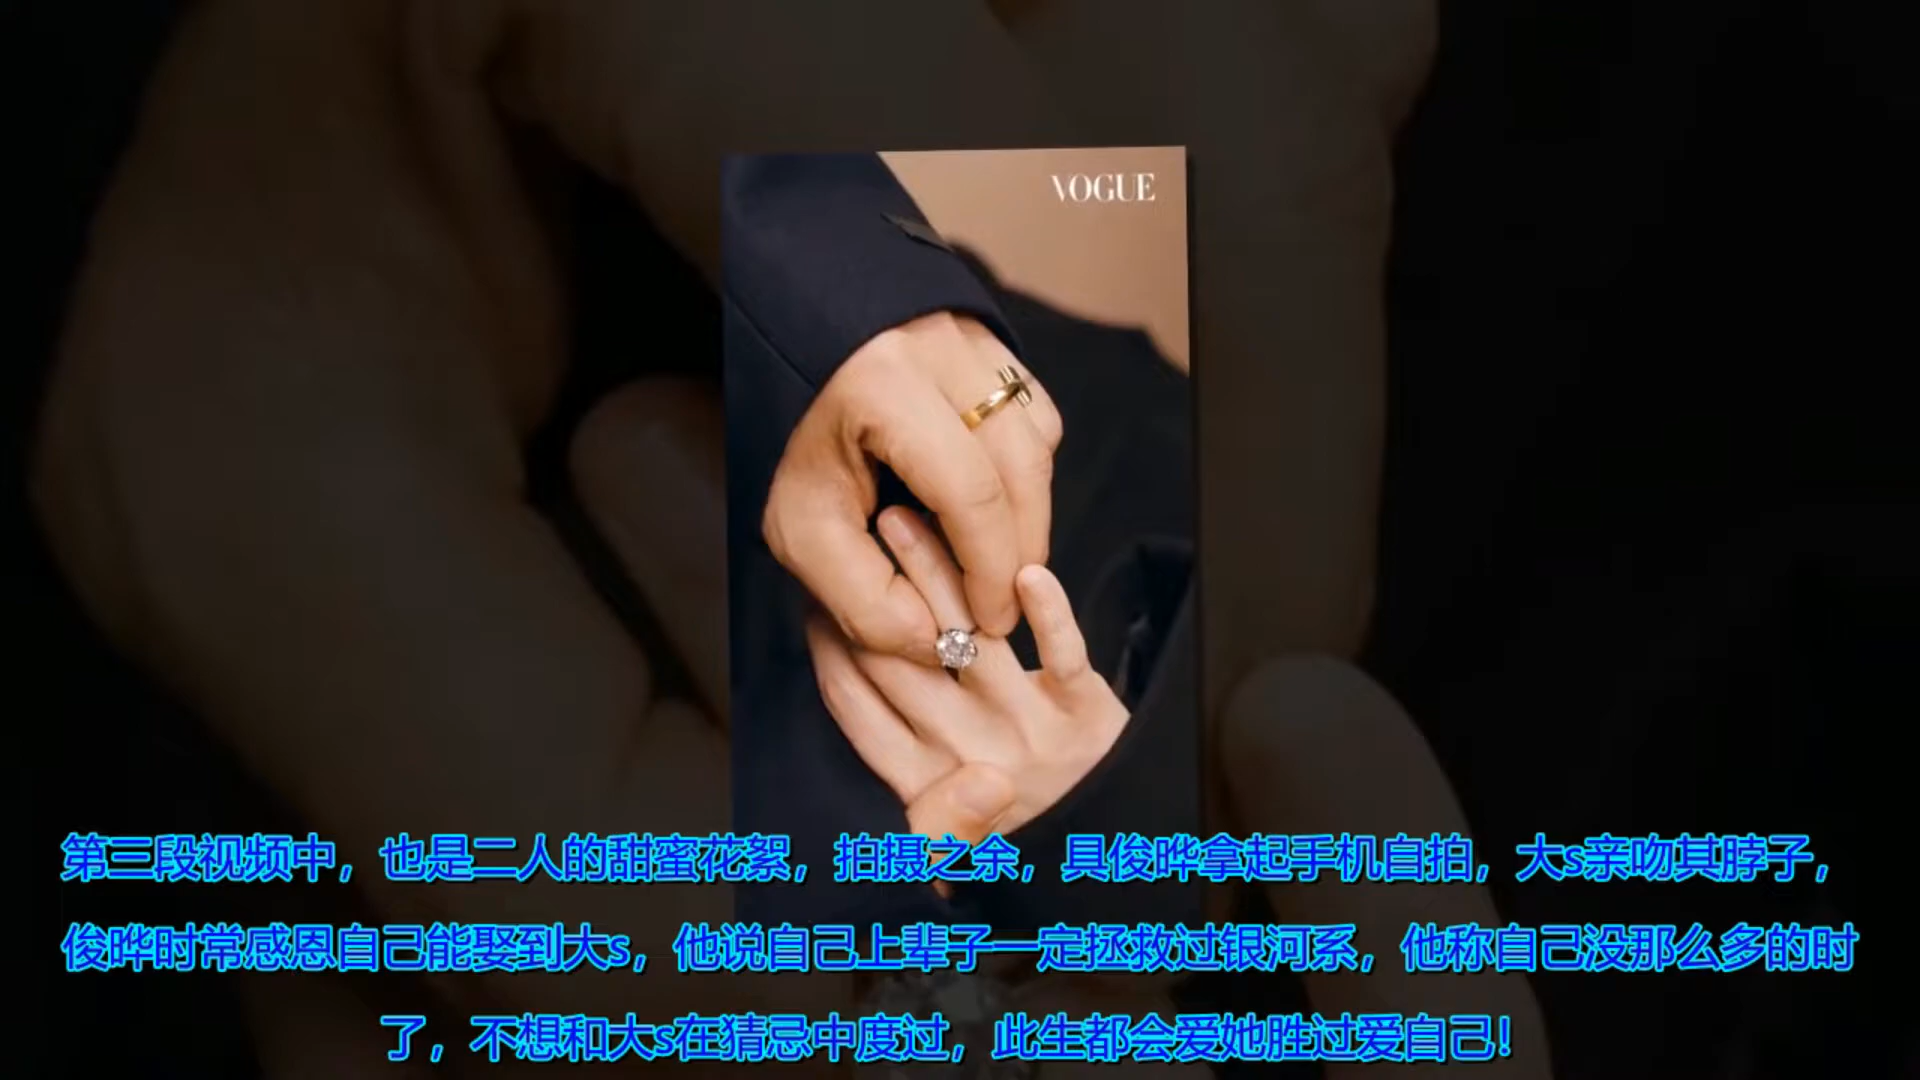 VOGUE
第三段视频中，也是二人的甜蜜花絮，拍摄之余，具俊晔拿起手机自拍，大s亲吻其脖子，
俊晔时常感恩自己能娶到大s，他说自己上辈子一定拯救过银河系，他称自己没那么多的时
了，不想和大s在猜忌中度过，此生都会爱她胜过爱自己！